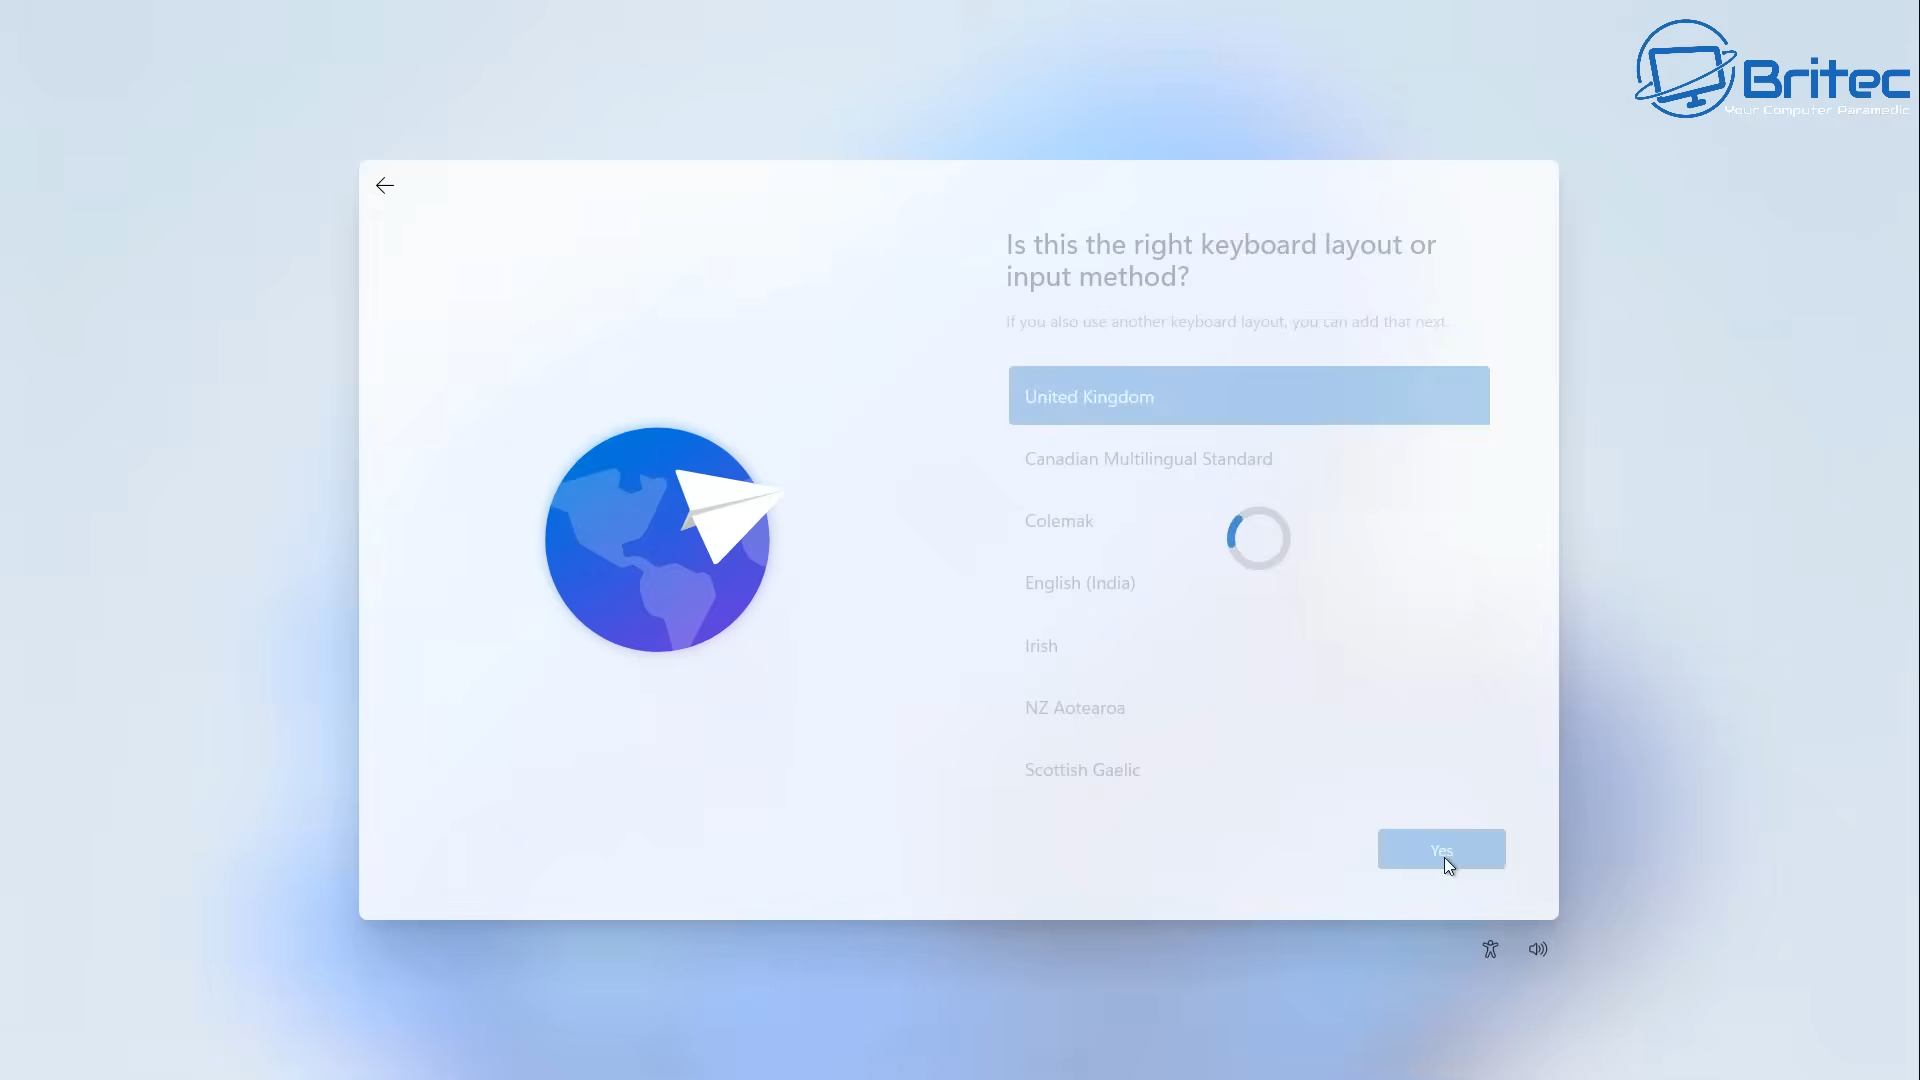 Britec
Your Computer Paramedic
Is this the right keyboard layout or
input method?
If you also use another keyboard layout, you can add that next.
United Kingdom
Canadian Multilingual Standard
Colemak
English (India)
Irish
NZ Aotearoa
Scottish Gaelic
Yes